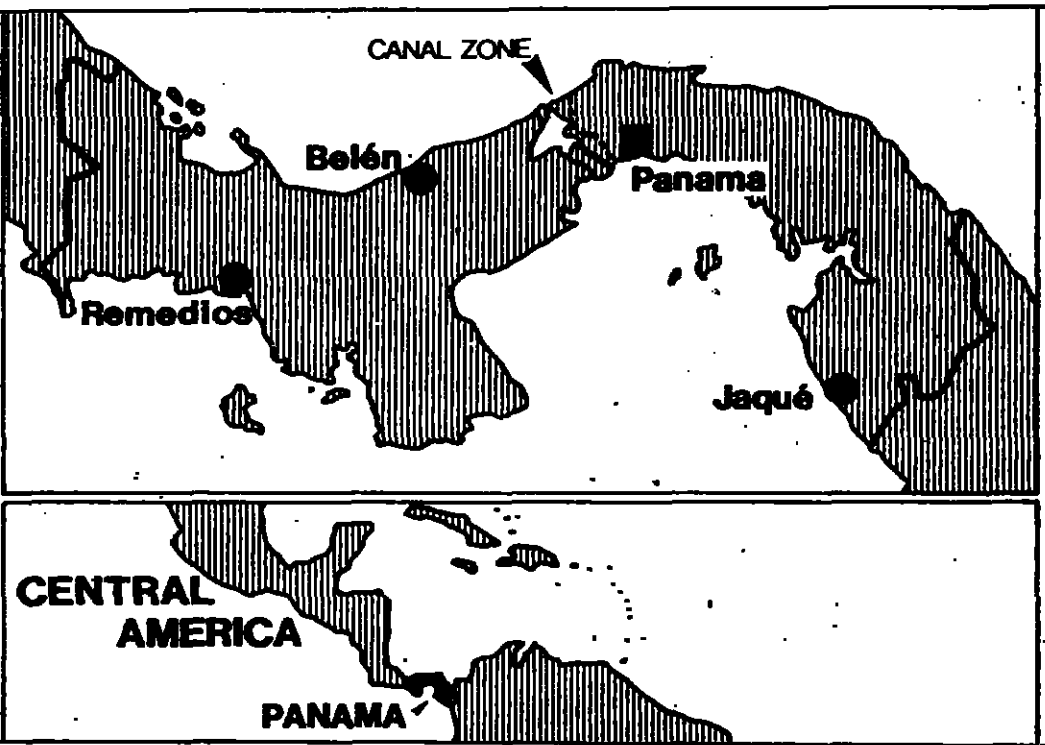 CANAL ZONE
Belén
Panama
Remedios
Jaqué
CENTRAL
AMERICA
PANAMA